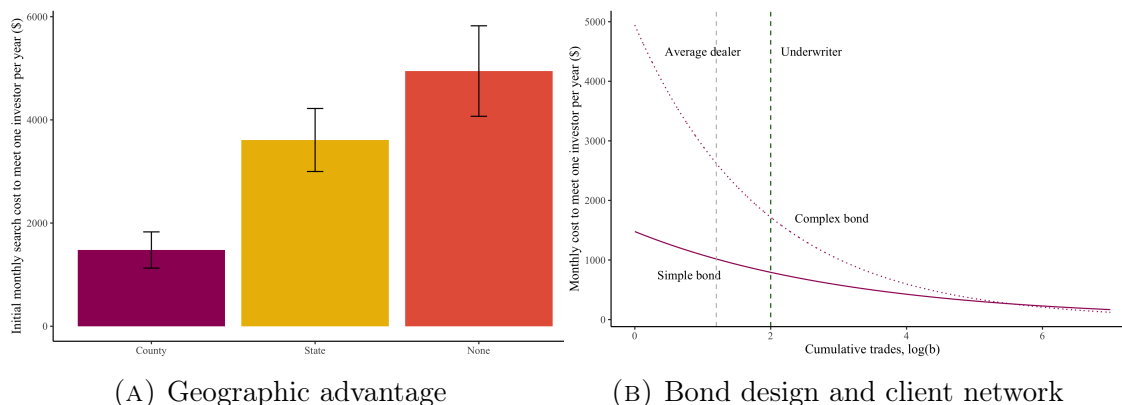 Initial monthly search cost to meet one investor per year ($)
6000
4000
2000
0
County
State
None
(A) Geographic advantage
Monthly cost to meet one investor per year ($)
5000
4000
3000
2000
1000
0
Average dealer
Underwriter
Complex bond
Simple bond
0
2
4
6
Cumulative trades, log(b)
(B) Bond design and client network